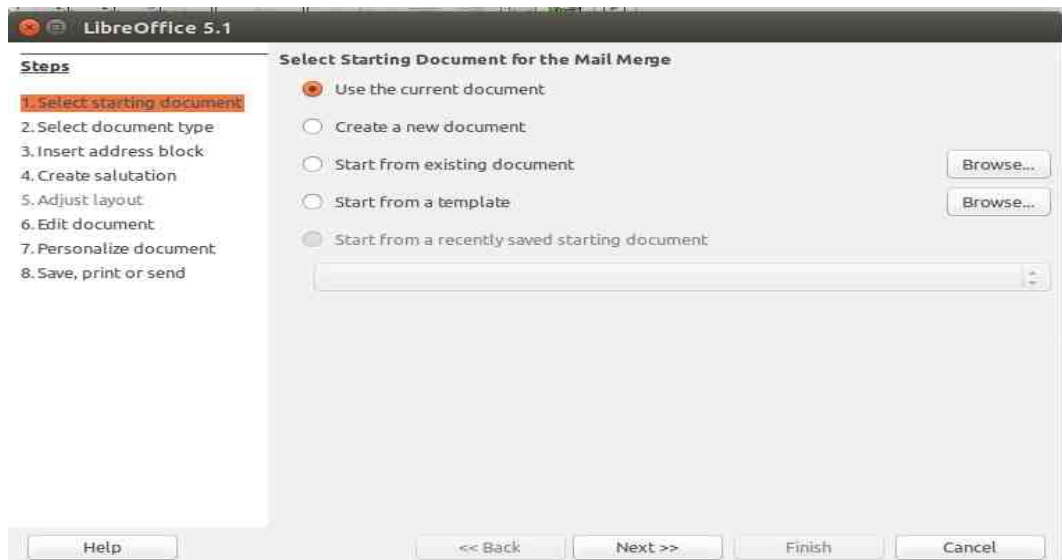 LibreOffice 5.1
Steps
1. Select starting document
2. Select document type
3. Insert address block
4. Create salutation
5. Adjust layout
6. Edit document
7. Personalize document
8. Save, print or send
Select Starting Document for the Mail Merge
Use the current document
Create a new document
Start from existing document Browse...
Start from a template Browse...
Start from a recently saved starting document
Help << Back Next >> Finish Cancel